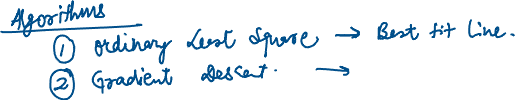 Algorithms
① Ordinary Least Square → Best fit Line.
② Gradient Descent. →